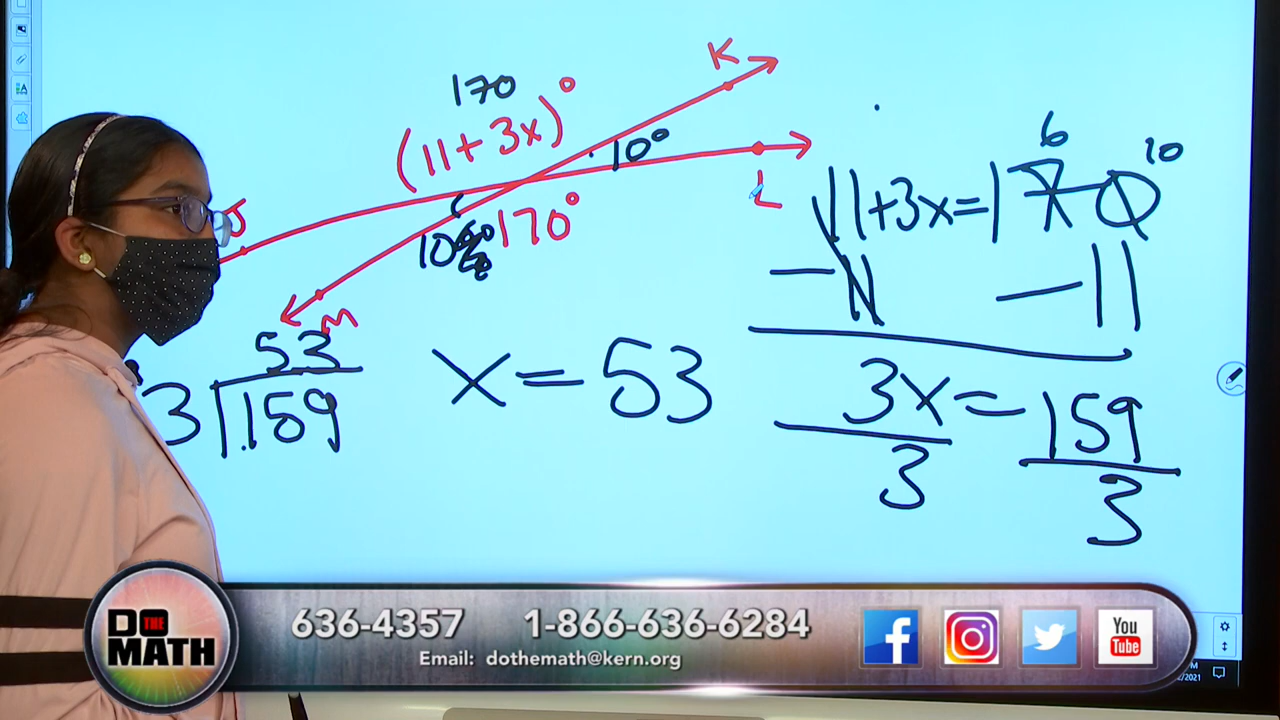 K
170
(11+3x)°
10°
J
L
170°
10
M
6
10
11+3x=170
-11 -11
3x=159
3 3
53
3 159
x=53
DO THE MATH
636-4357 1-866-636-6284
Email: dothemath@kern.org
f
You Tube